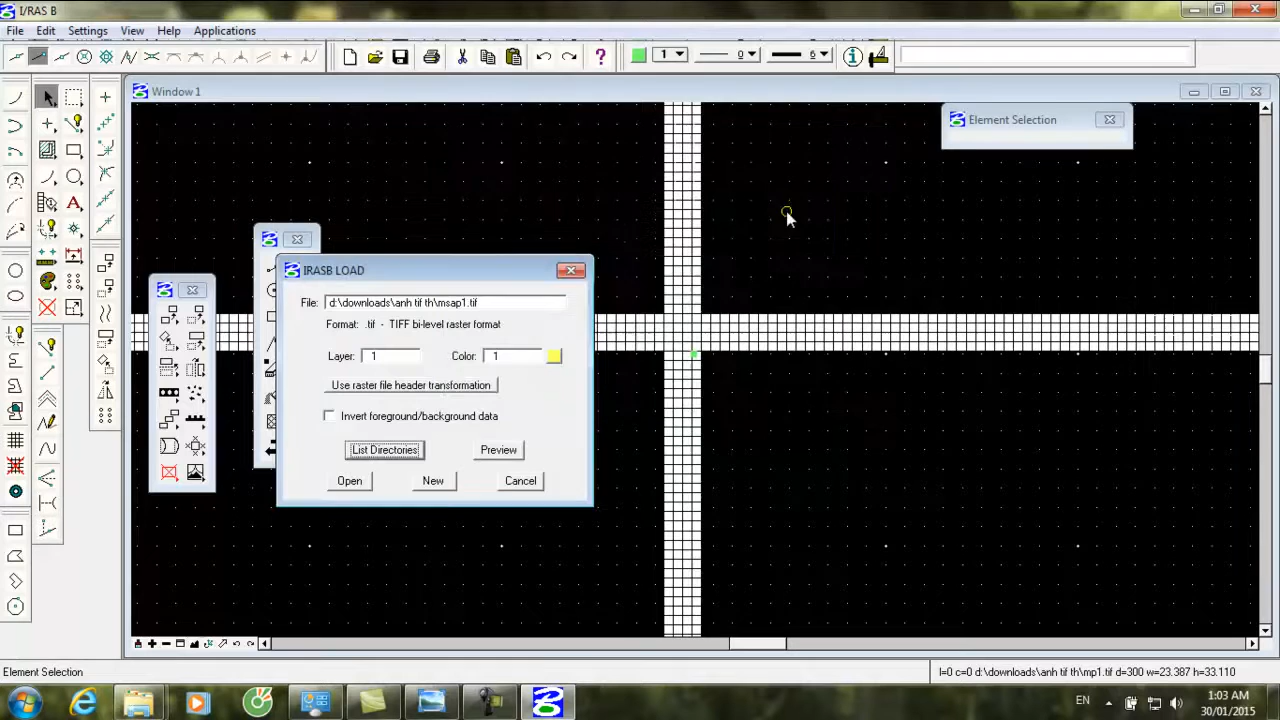 I/RAS B
File Edit Settings View Help Applications
1 0 6
Window 1
Element Selection
IRASB LOAD
File: d:\downloads\anh tif th\msap1.tif
Format: .tif - TIFF bi-level raster format
Layer: 1 Color: 1
Use raster file header transformation
Invert foreground/background data
List Directories Preview
Open New Cancel
Element Selection l=0 c=0 d:\downloads\anh tif th\mp1.tif d=300 w=23.387 h=33.110
EN 1:03 AM
30/01/2015